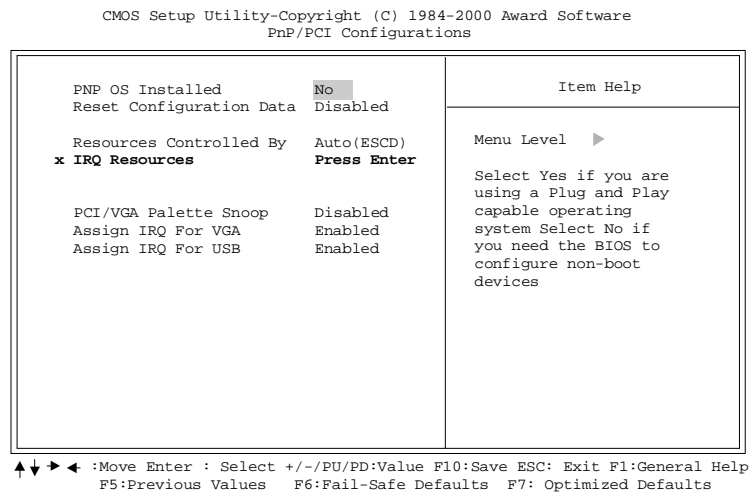 CMOS Setup Utility-Copyright (C) 1984-2000 Award Software
PnP/PCI Configurations
PNP OS Installed No
Reset Configuration Data Disabled
Resources Controlled By Auto(ESCD)
x IRQ Resources Press Enter
PCI/VGA Palette Snoop Disabled
Assign IRQ For VGA Enabled
Assign IRQ For USB Enabled
Item Help
Menu Level
Select Yes if you are
using a Plug and Play
capable operating
system Select No if
you need the BIOS to
configure non-boot
devices
:Move Enter : Select +/-/PU/PD:Value F10:Save ESC: Exit F1:General Help
F5:Previous Values F6:Fail-Safe Defaults F7: Optimized Defaults